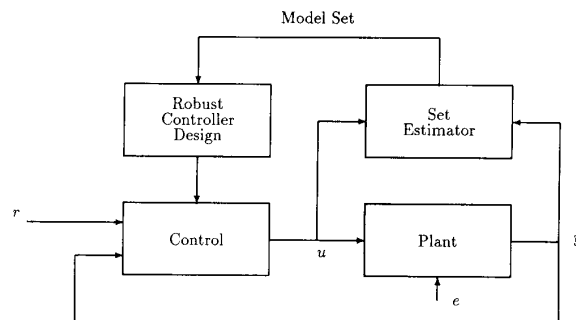 Model Set
Robust
Controller
Design
Set
Estimator
r
Control
u
Plant
e